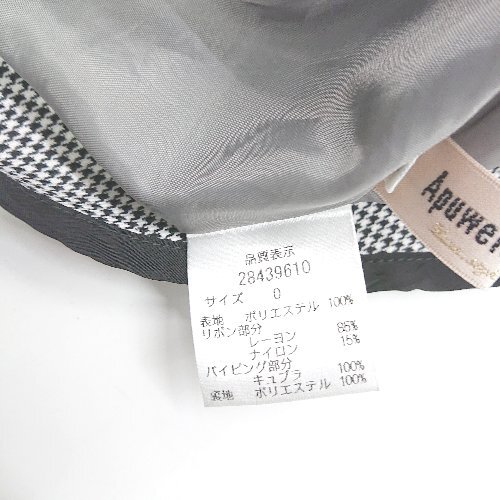 品質表示
28439610
サイズ 0
表地 ポリエステル 100%
リボン部分
レーヨン 85%
ナイロン 15%
パイピング部分
キュプラ 100%
裏地 ポリエステル 100%
Apuwer